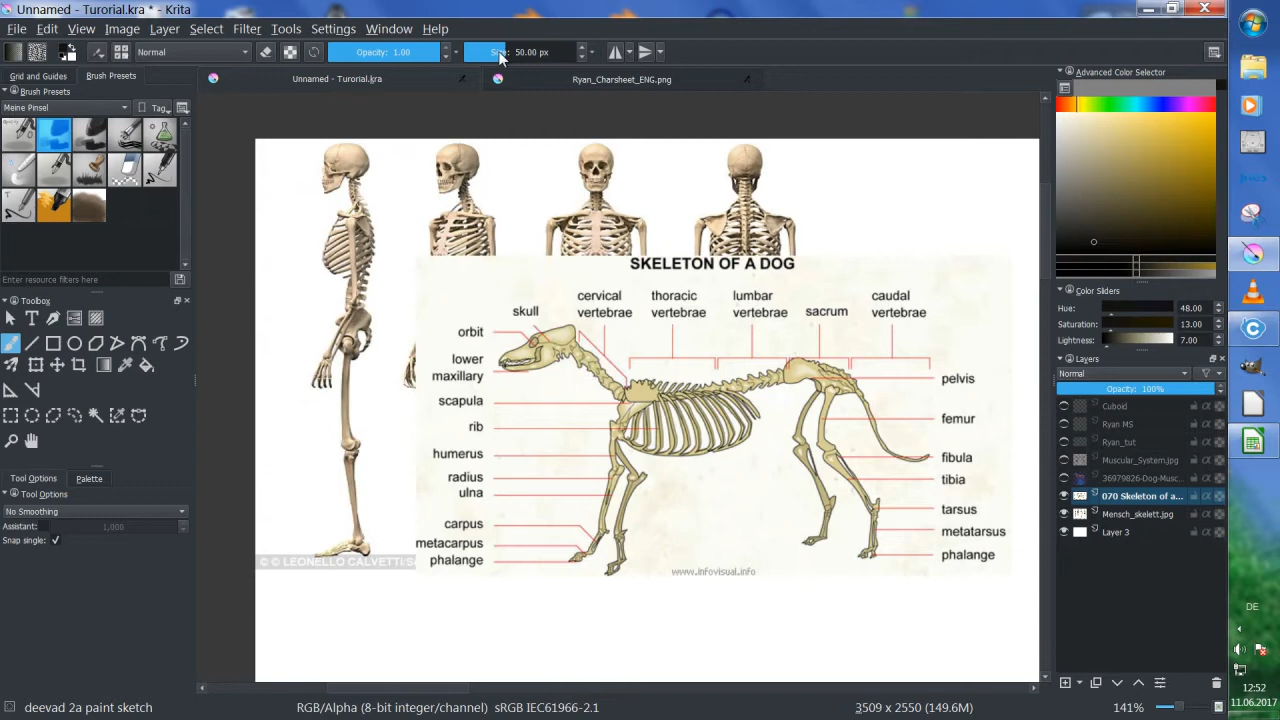 Unnamed - Turorial.kra * - Krita
File Edit View Image Layer Select Filter Tools Settings Window Help
Normal
Opacity: 1.00
Size: 50.00 px
Grid and Guides
Brush Presets
Unnamed - Turorial.kra
Ryan_Charsheet_ENG.png
Advanced Color Selector
Brush Presets
Meine Pinsel
Tag
Enter resource filters here
Toolbox
Tool Options
Palette
Tool Options
No Smoothing
Assistant:
1,000
Snap single:
SKELETON OF A DOG
skull
cervical
vertebrae
thoracic
vertebrae
lumbar
vertebrae
sacrum
caudal
vertebrae
orbit
lower
maxillary
scapula
rib
humerus
radius
ulna
carpus
metacarpus
phalange
pelvis
femur
fibula
tibia
tarsus
metatarsus
phalange
www.infovisual.info
© © LEONELLO CALVETTI/S
Color Sliders
Hue: 48.00
Saturation: 13.00
Lightness: 7.00
Layers
Normal
Opacity: 100%
Cuboid
Ryan MS
Ryan_tut
Muscular_System.jpg
36979826-Dog-Musc...
070 Skeleton of a...
Mensch_skelett.jpg
Layer 3
DE
12:52
11.06.2017
deevad 2a paint sketch
RGB/Alpha (8-bit integer/channel) sRGB IEC61966-2.1
3509 x 2550 (149.6M)
141%